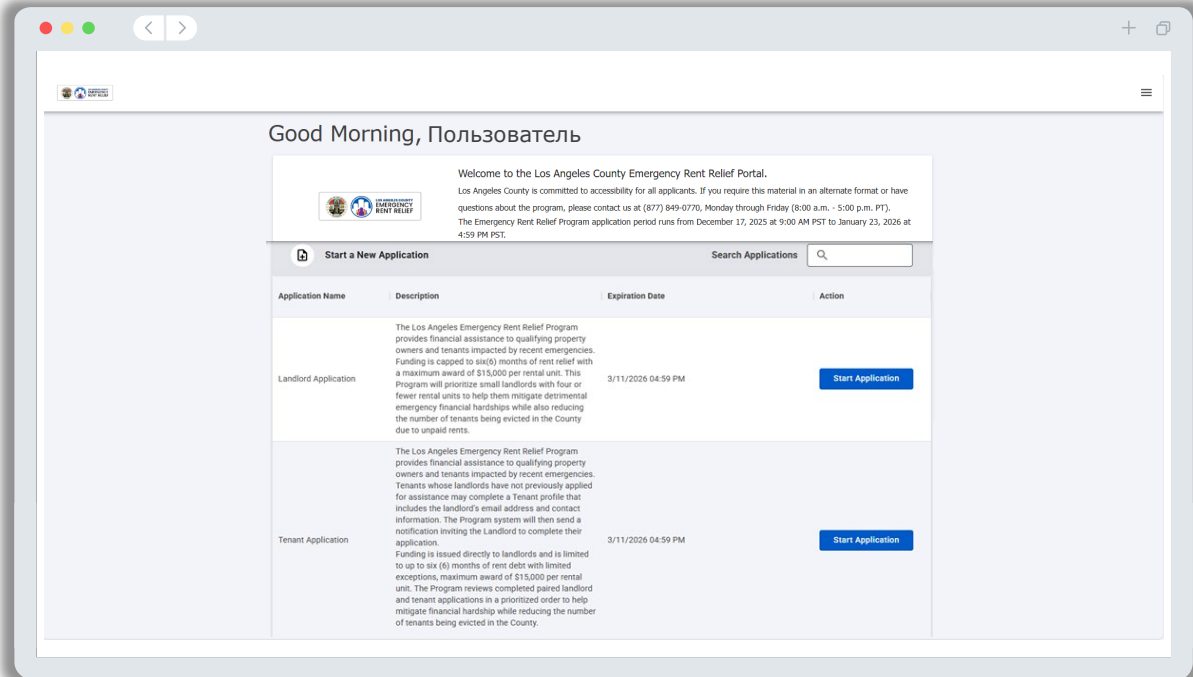 LOS ANGELES COUNTY
EMERGENCY
RENT RELIEF
Good Morning, Пользователь
LOS ANGELES COUNTY
EMERGENCY
RENT RELIEF
Welcome to the Los Angeles County Emergency Rent Relief Portal.
Los Angeles County is committed to accessibility for all applicants. If you require this material in an alternate format or have
questions about the program, please contact us at (877) 849-0770, Monday through Friday (8:00 a.m. - 5:00 p.m. PT).
The Emergency Rent Relief Program application period runs from December 17, 2025 at 9:00 AM PST to January 23, 2026 at
4:59 PM PST.
Start a New Application
Search Applications
Application Name
Description
Expiration Date
Action
Landlord Application
The Los Angeles Emergency Rent Relief Program
provides financial assistance to qualifying property
owners and tenants impacted by recent emergencies.
Funding is capped to six(6) months of rent relief with
a maximum award of $15,000 per rental unit. This
Program will prioritize small landlords with four or
fewer rental units to help them mitigate detrimental
emergency financial hardships while also reducing
the number of tenants being evicted in the County
due to unpaid rents.
3/11/2026 04:59 PM
Start Application
Tenant Application
The Los Angeles Emergency Rent Relief Program
provides financial assistance to qualifying property
owners and tenants impacted by recent emergencies.
Tenants whose landlords have not previously applied
for assistance may complete a Tenant profile that
includes the landlord's email address and contact
information. The Program system will then send a
notification inviting the Landlord to complete their
application.
Funding is issued directly to landlords and is limited
to up to six (6) months of rent debt with limited
exceptions, maximum award of $15,000 per rental
unit. The Program reviews completed paired landlord
and tenant applications in a prioritized order to help
mitigate financial hardship while reducing the number
of tenants being evicted in the County.
3/11/2026 04:59 PM
Start Application